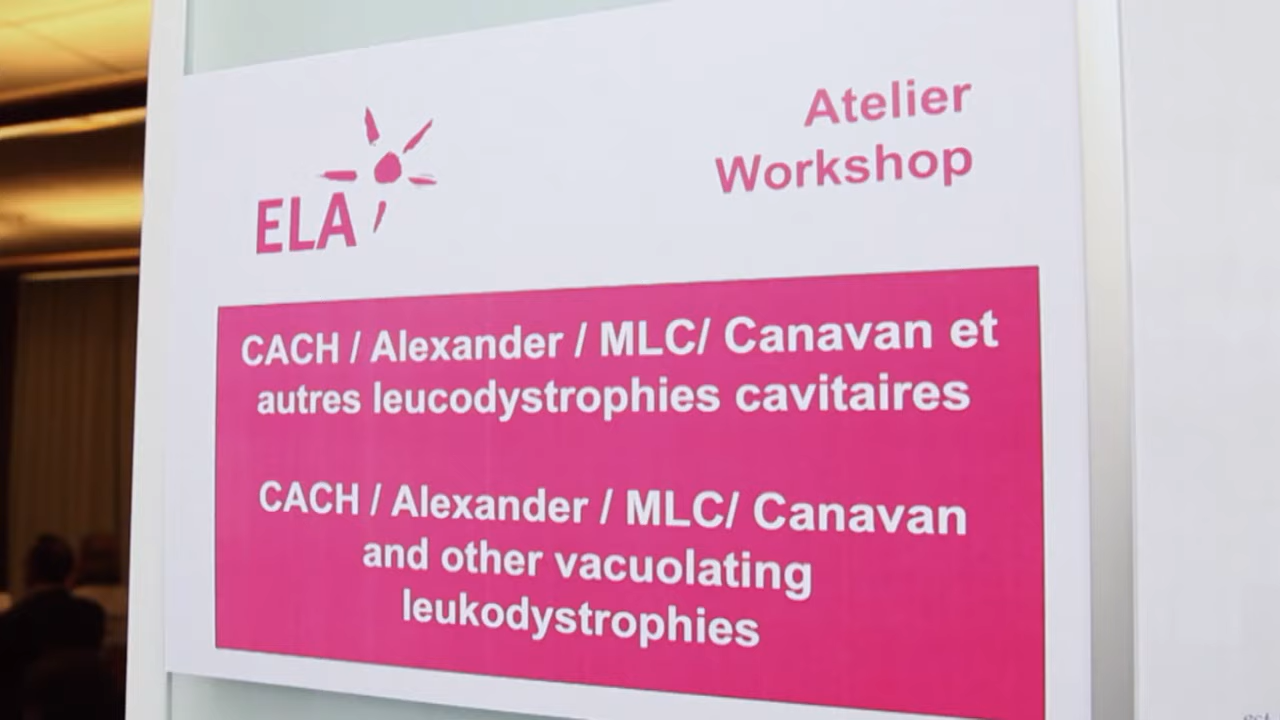 ELA
Atelier
Workshop
CACH / Alexander / MLC/ Canavan et
autres leucodystrophies cavitaires
CACH / Alexander / MLC/ Canavan
and other vacuolating
leukodystrophies